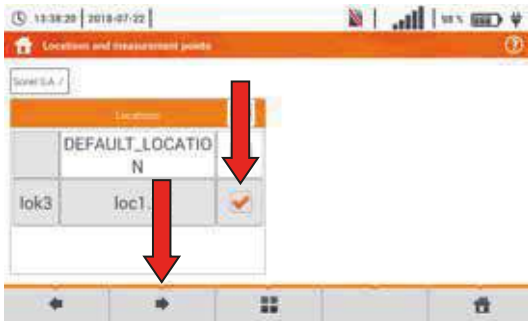 13:38:20 2018-07-22
Locations and measurement points
Sonel S.A. /
Locations
DEFAULT_LOCATIO
N
lok3 loc1.